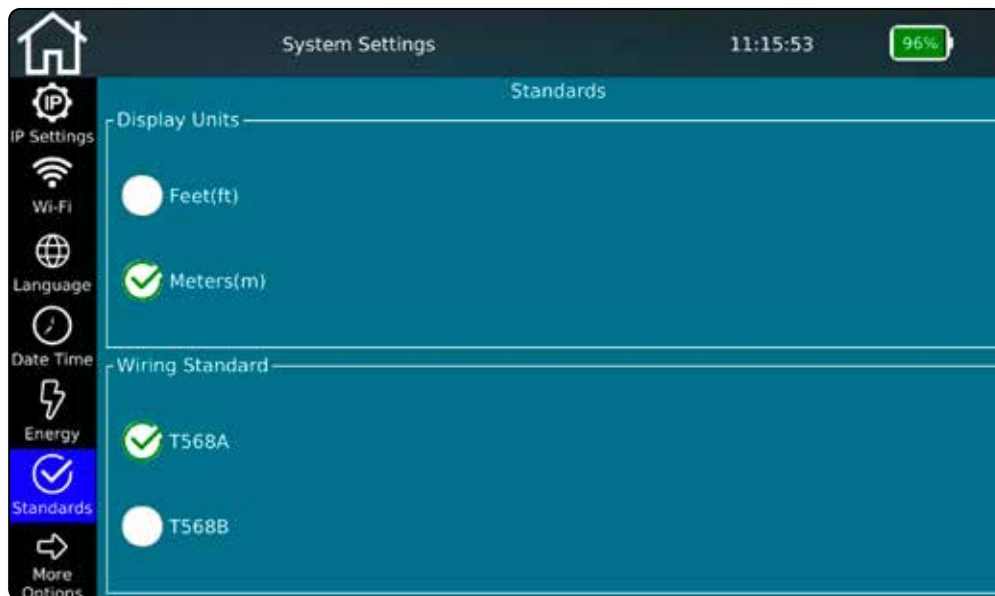 System Settings
11:15:53
96%
IP
IP Settings
Wi-Fi
Language
Date Time
Energy
Standards
More
Options
Standards
Display Units
Feet(ft)
Meters(m)
Wiring Standard
T568A
T568B